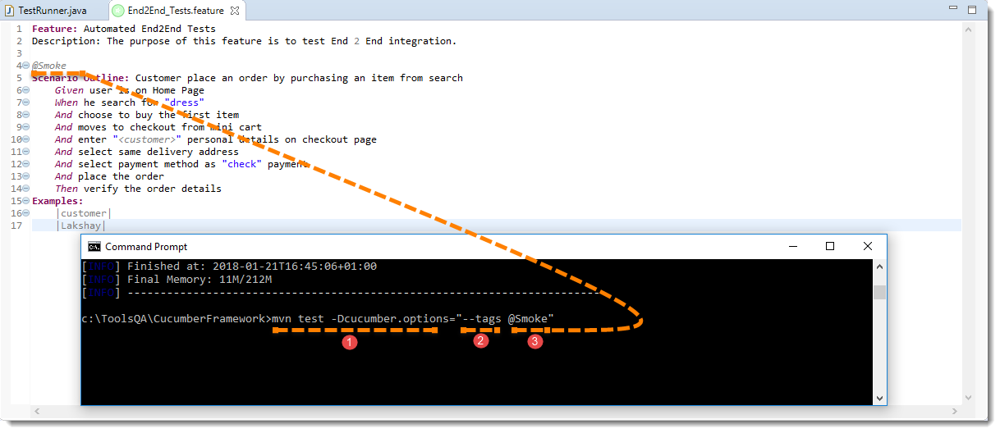 TestRunner.java End2End_Tests.feature
1 Feature: Automated End2End Tests
2 Description: The purpose of this feature is to test End 2 End integration.
3
4 @Smoke
5 Scenario Outline: Customer place an order by purchasing an item from search
6 Given user is on Home Page
7 When he search for "dress"
8 And choose to buy the first item
9 And moves to checkout from mini cart
10 And enter "<customer>" personal details on checkout page
11 And select same delivery address
12 And select payment method as "check" payment
13 And place the order
14 Then verify the order details
15 Examples:
16 |customer|
17 |Lakshay|
Command Prompt
[INFO] Finished at: 2018-01-21T16:45:06+01:00
[INFO] Final Memory: 11M/212M
[INFO] ------------------------------------------------------------------------
c:\ToolsQA\CucumberFramework>mvn test -Dcucumber.options="--tags @Smoke"
1 2 3